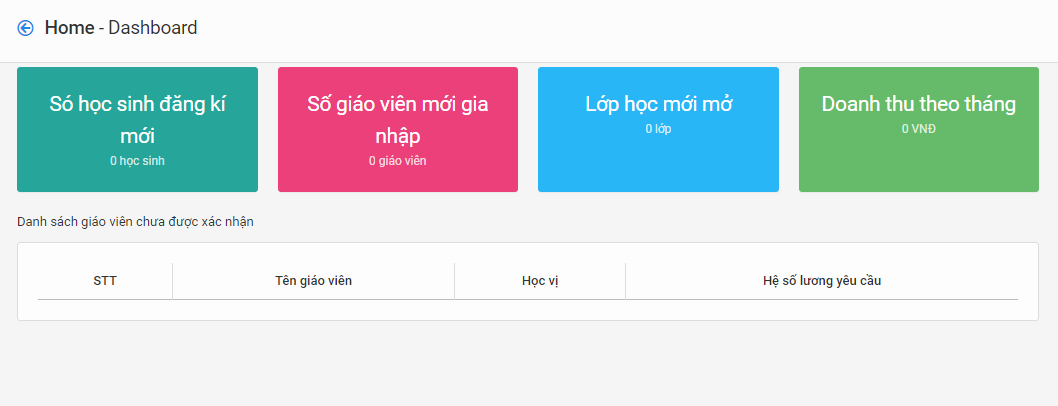 Home - Dashboard
Só học sinh đăng kí
mới
0 học sinh
Số giáo viên mới gia
nhập
0 giáo viên
Lớp học mới mở
0 lớp
Doanh thu theo tháng
0 VNĐ
Danh sách giáo viên chưa được xác nhận
STT Tên giáo viên Học vị Hệ số lương yêu cầu